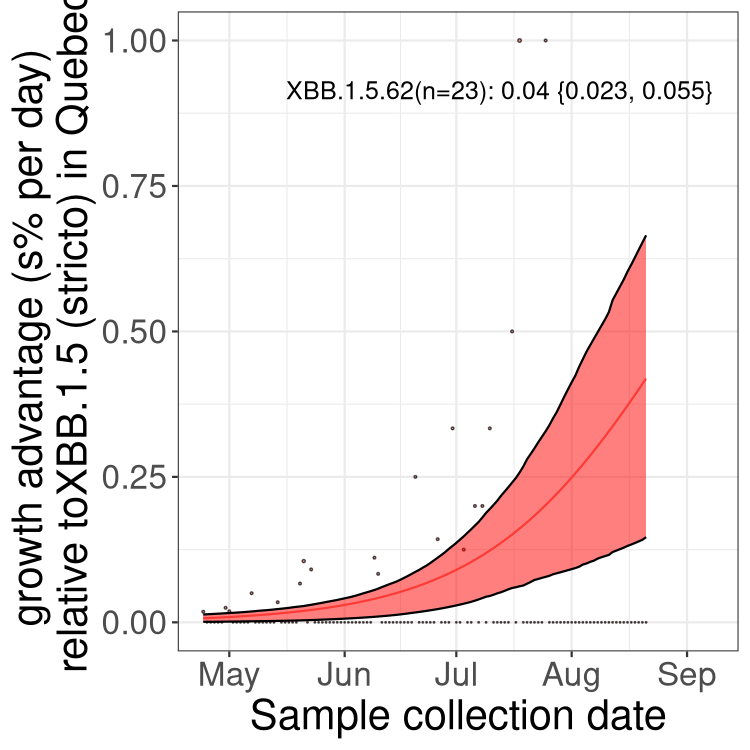 growth advantage (s% per day)
relative toXBB.1.5 (stricto) in Quebec
1.00
XBB.1.5.62(n=23): 0.04 {0.023, 0.055}
0.75
0.50
0.25
0.00
May Jun Jul Aug Sep
Sample collection date